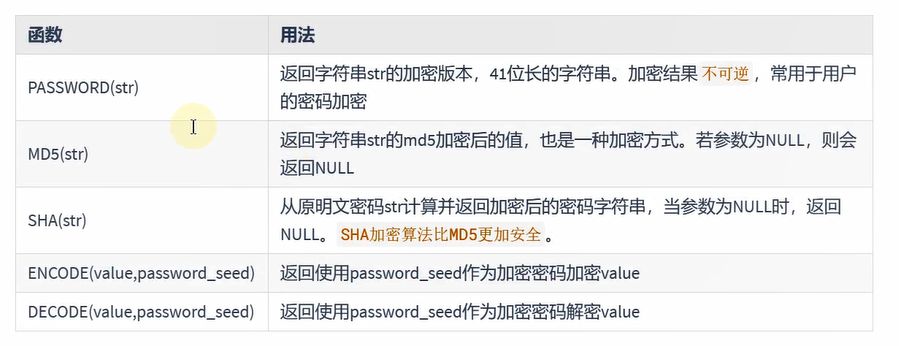 函数 用法
PASSWORD(str) 返回字符串str的加密版本，41位长的字符串。加密结果 不可逆 ，常用于用户
的密码加密
MD5(str) 返回字符串str的md5加密后的值，也是一种加密方式。若参数为NULL，则会
返回NULL
SHA(str) 从原明文密码str计算并返回加密后的密码字符串，当参数为NULL时，返回
NULL。 SHA加密算法比MD5更加安全 。
ENCODE(value,password_seed) 返回使用password_seed作为加密密码加密value
DECODE(value,password_seed) 返回使用password_seed作为加密密码解密value